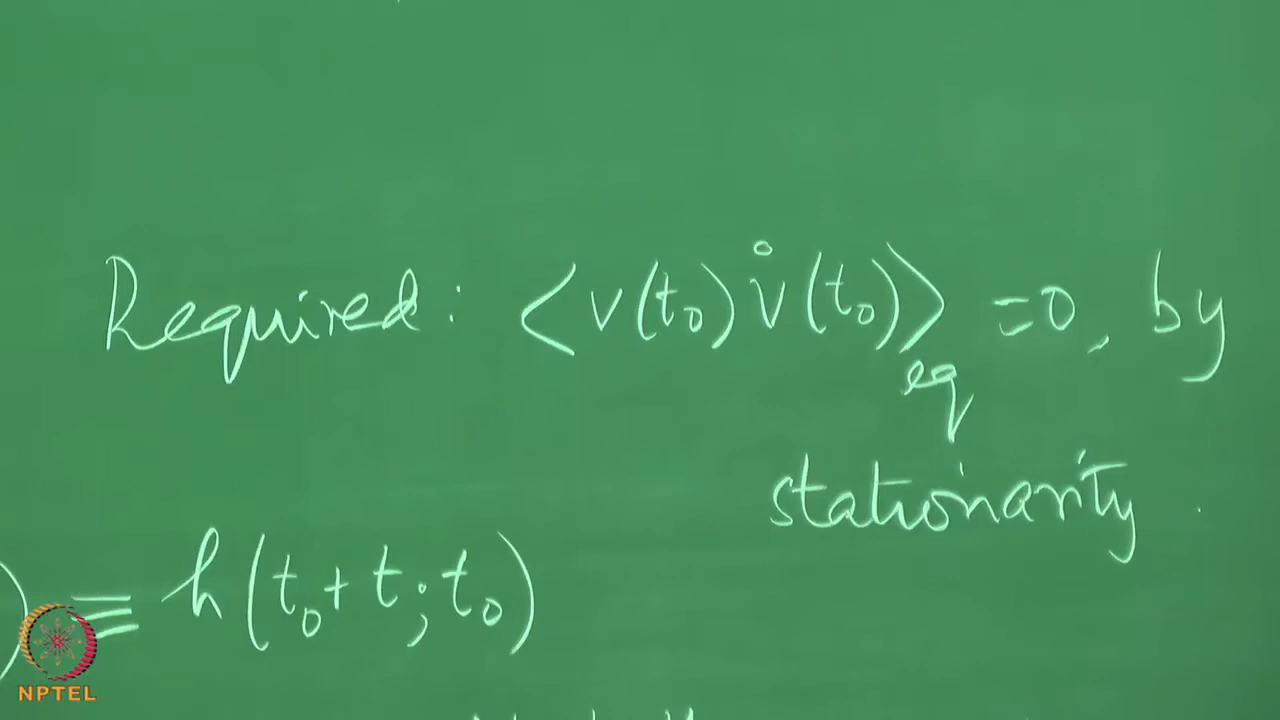 Required: ⟨v(t₀) v̇(t₀)⟩_eq = 0, by
stationarity.
) ≡ h(t₀ + t; t₀)
NPTEL